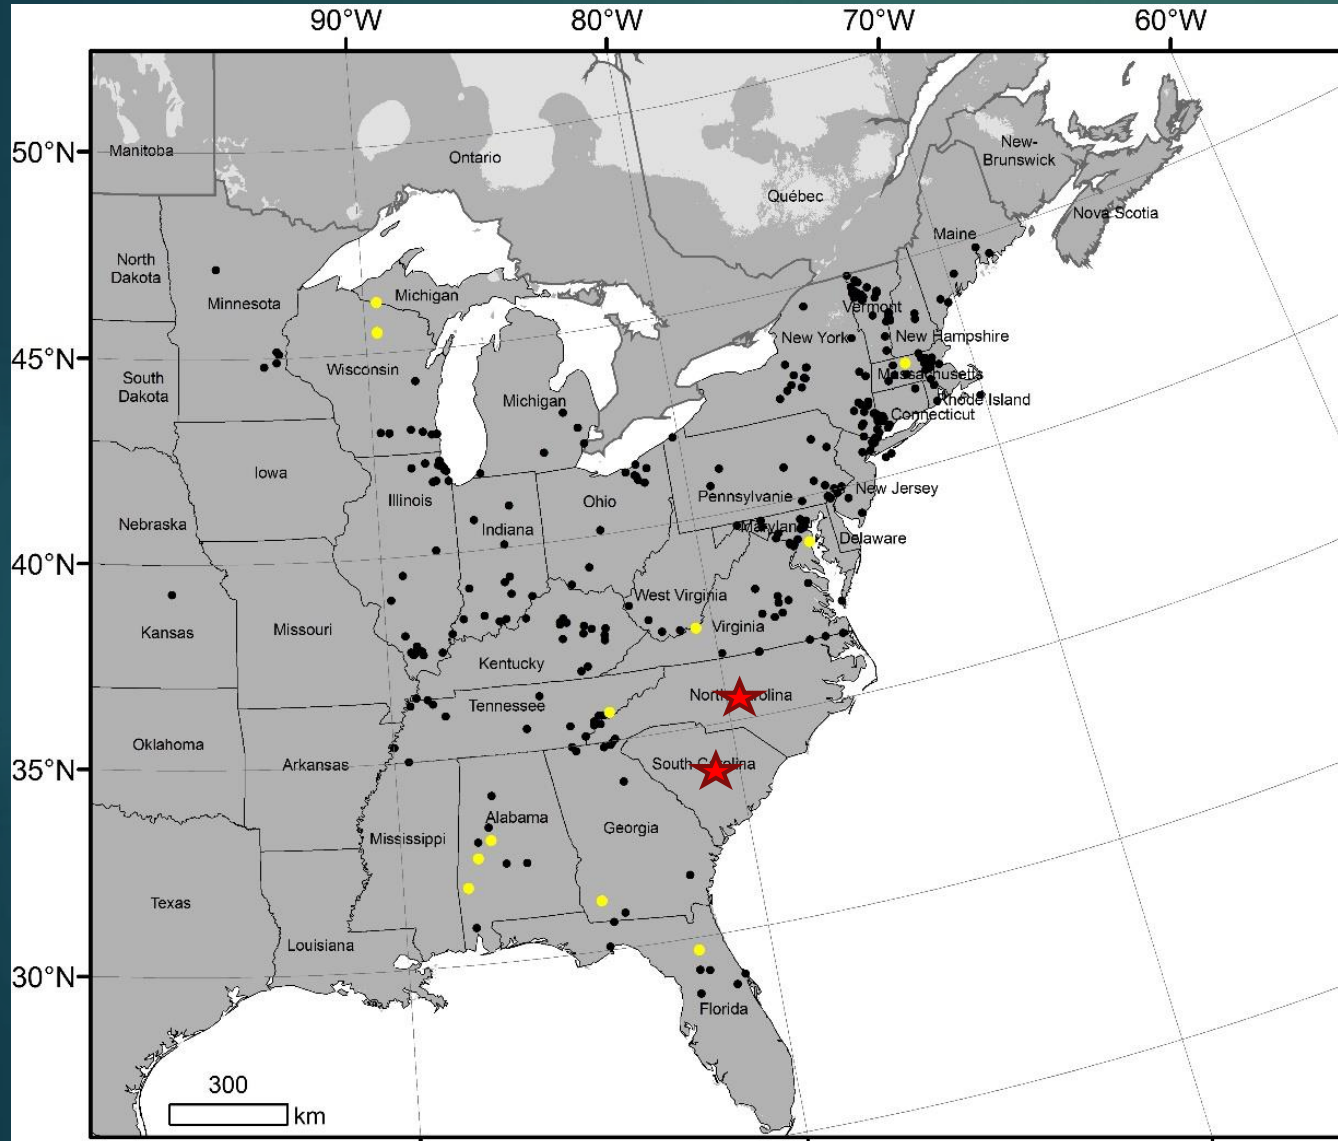 90°W
80°W
70°W
60°W
50°N
45°N
40°N
35°N
30°N
Manitoba
Ontario
Québec
New-
Brunswick
Nova Scotia
Maine
North
Dakota
Minnesota
Michigan
Vermont
New York
New Hampshire
Wisconsin
Massachusetts
South
Dakota
Michigan
Rhode Island
Connecticut
Iowa
Illinois
Ohio
Pennsylvanie
New Jersey
Nebraska
Indiana
Maryland
Delaware
West Virginia
Kansas
Missouri
Virginia
Kentucky
North Carolina
Tennessee
Oklahoma
Arkansas
South Carolina
Alabama
Georgia
Mississippi
Texas
Louisiana
Florida
300
km